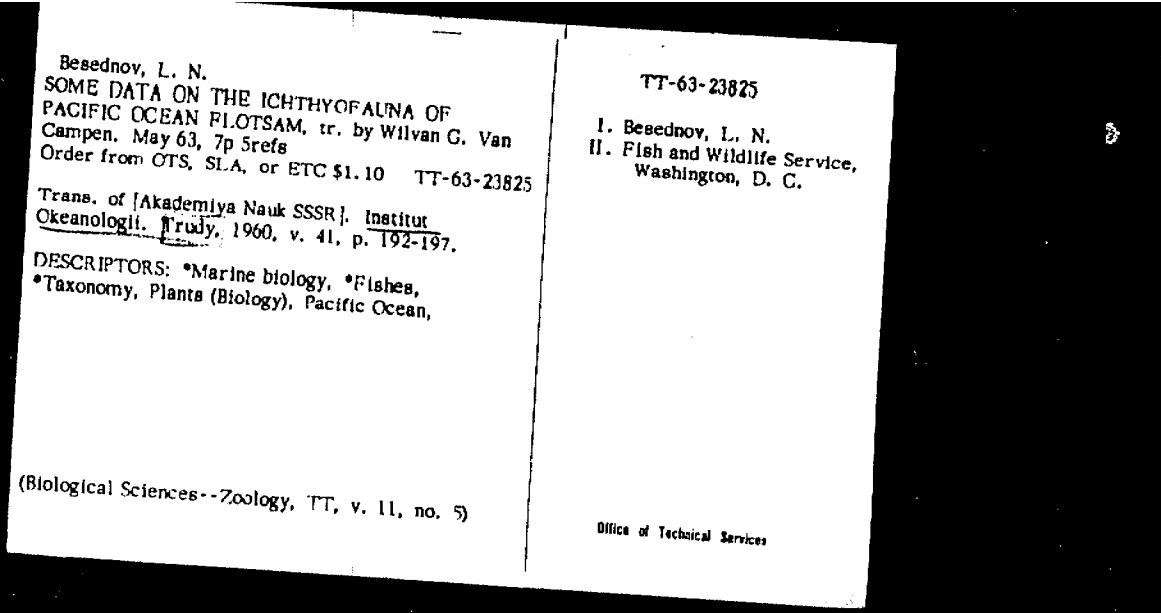 Besednov, L. N.
SOME DATA ON THE ICHTHYOFAUNA OF
PACIFIC OCEAN FLOTSAM, tr. by Wilvan G. Van
Campen. May 63, 7p 5refs
Order from OTS, SLA, or ETC $1.10 TT-63-23825
Trans. of [Akademiya Nauk SSSR]. Institut
Okeanologii. Trudy, 1960, v. 41, p. 192-197.
DESCRIPTORS: *Marine biology, *Fishes,
*Taxonomy, Plants (Biology), Pacific Ocean,
(Biological Sciences--Zoology, TT, v. 11, no. 5)
TT-63-23825
I. Besednov, L. N.
II. Fish and Wildlife Service,
Washington, D. C.
Office of Technical Services